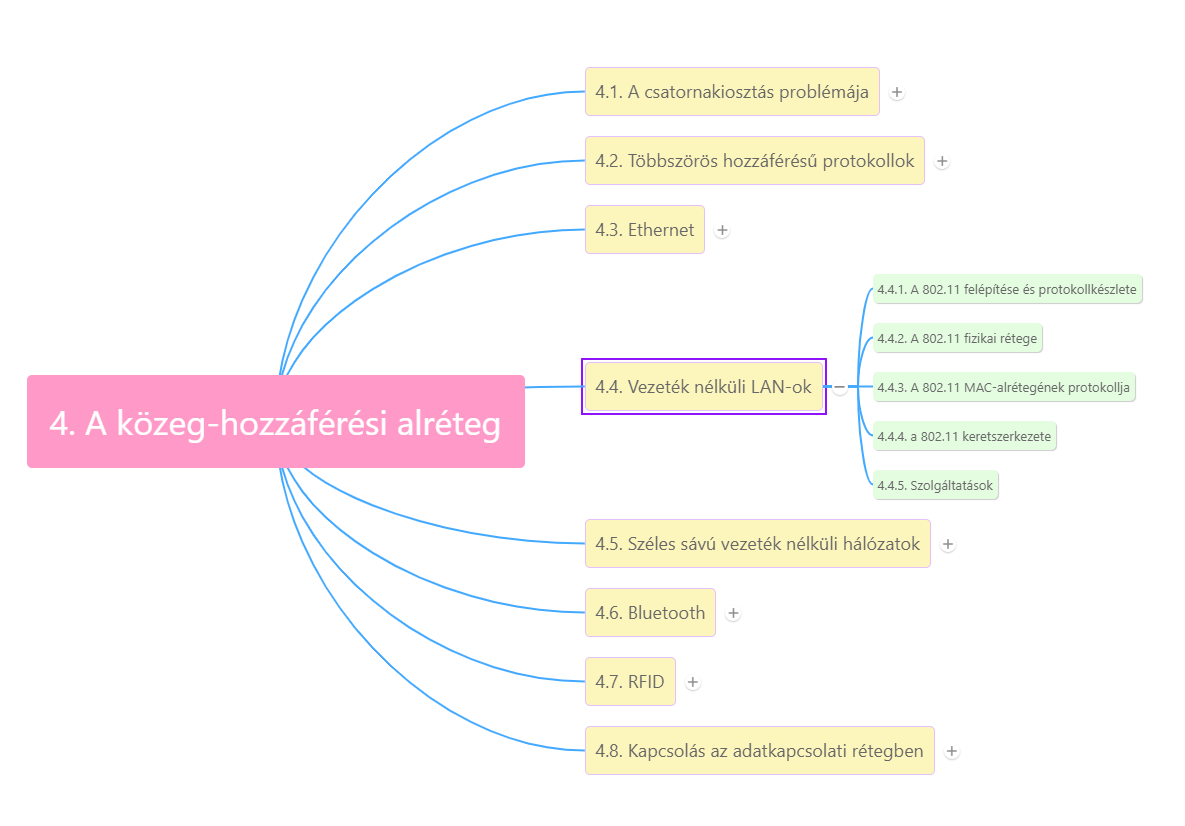 4. A közeg-hozzáférési alréteg
4.1. A csatornakiosztás problémája
4.2. Többszörös hozzáférésű protokollok
4.3. Ethernet
4.4. Vezeték nélküli LAN-ok
4.4.1. A 802.11 felépítése és protokollkészlete
4.4.2. A 802.11 fizikai rétege
4.4.3. A 802.11 MAC-alrétegének protokollja
4.4.4. a 802.11 keretszerkezete
4.4.5. Szolgáltatások
4.5. Széles sávú vezeték nélküli hálózatok
4.6. Bluetooth
4.7. RFID
4.8. Kapcsolás az adatkapcsolati rétegben